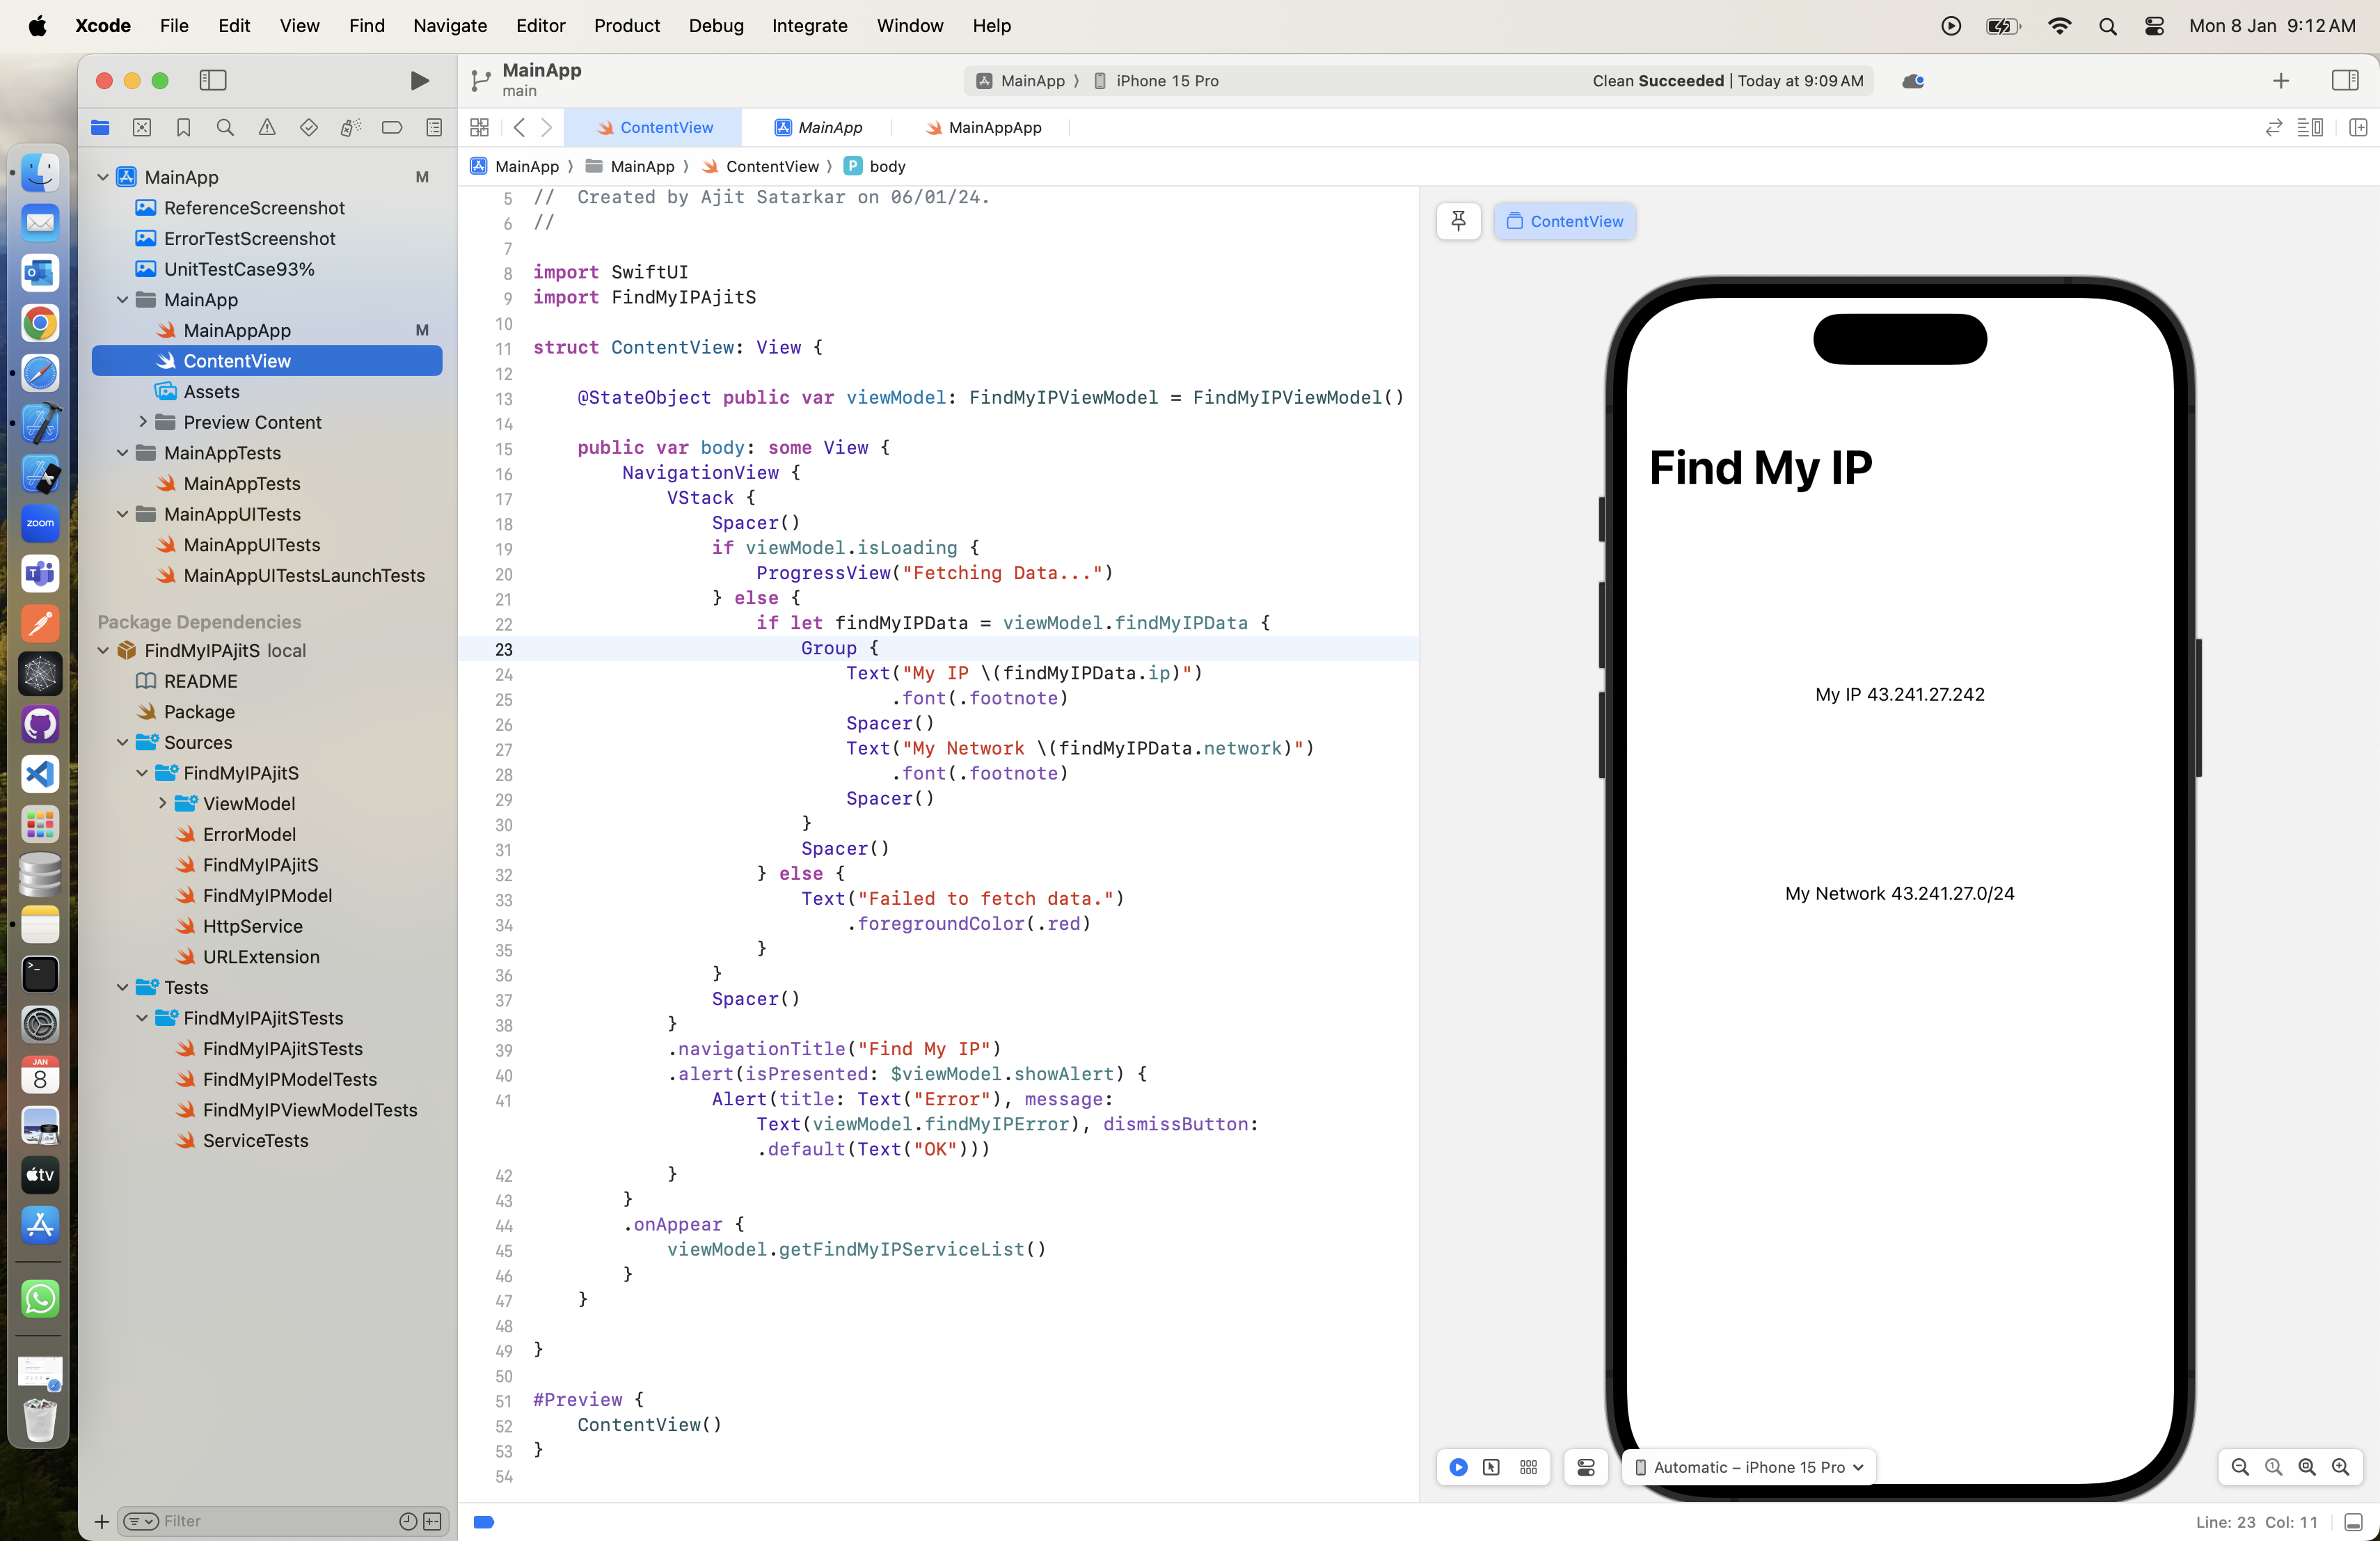 Xcode File Edit View Find Navigate Editor Product Debug Integrate Window Help Mon 8 Jan 9:12 AM
MainApp
main
MainApp 〉 iPhone 15 Pro
Clean Succeeded | Today at 9:09 AM
ContentView MainApp MainAppApp
MainApp 〉 MainApp 〉 ContentView 〉 P body
MainApp M
ReferenceScreenshot
ErrorTestScreenshot
UnitTestCase93%
MainApp
MainAppApp M
ContentView
Assets
Preview Content
MainAppTests
MainAppTests
MainAppUITests
MainAppUITests
MainAppUITestsLaunchTests
Package Dependencies
FindMyIPAjitS local
README
Package
Sources
FindMyIPAjitS
ViewModel
ErrorModel
FindMyIPAjitS
FindMyIPModel
HttpService
URLExtension
Tests
FindMyIPAjitSTests
FindMyIPAjitSTests
FindMyIPModelTests
FindMyIPViewModelTests
ServiceTests
Filter
zoom
JAN
8
tv
5 //  Created by Ajit Satarkar on 06/01/24.
6 //
7
8 import SwiftUI
9 import FindMyIPAjitS
10
11 struct ContentView: View {
12
13     @StateObject public var viewModel: FindMyIPViewModel = FindMyIPViewModel()
14
15     public var body: some View {
16         NavigationView {
17             VStack {
18                 Spacer()
19                 if viewModel.isLoading {
20                     ProgressView("Fetching Data...")
21                 } else {
22                     if let findMyIPData = viewModel.findMyIPData {
23                         Group {
24                             Text("My IP \(findMyIPData.ip)")
25                                 .font(.footnote)
26                             Spacer()
27                             Text("My Network \(findMyIPData.network)")
28                                 .font(.footnote)
29                             Spacer()
30                         }
31                         Spacer()
32                     } else {
33                         Text("Failed to fetch data.")
34                             .foregroundColor(.red)
35                     }
36                 }
37                 Spacer()
38             }
39             .navigationTitle("Find My IP")
40             .alert(isPresented: $viewModel.showAlert) {
41                 Alert(title: Text("Error"), message:
                    Text(viewModel.findMyIPError), dismissButton:
                    .default(Text("OK")))
42             }
43         }
44         .onAppear {
45             viewModel.getFindMyIPServiceList()
46         }
47     }
48
49 }
50
51 #Preview {
52     ContentView()
53 }
54
ContentView
Find My IP
My IP 43.241.27.242
My Network 43.241.27.0/24
Automatic – iPhone 15 Pro
Line: 23 Col: 11